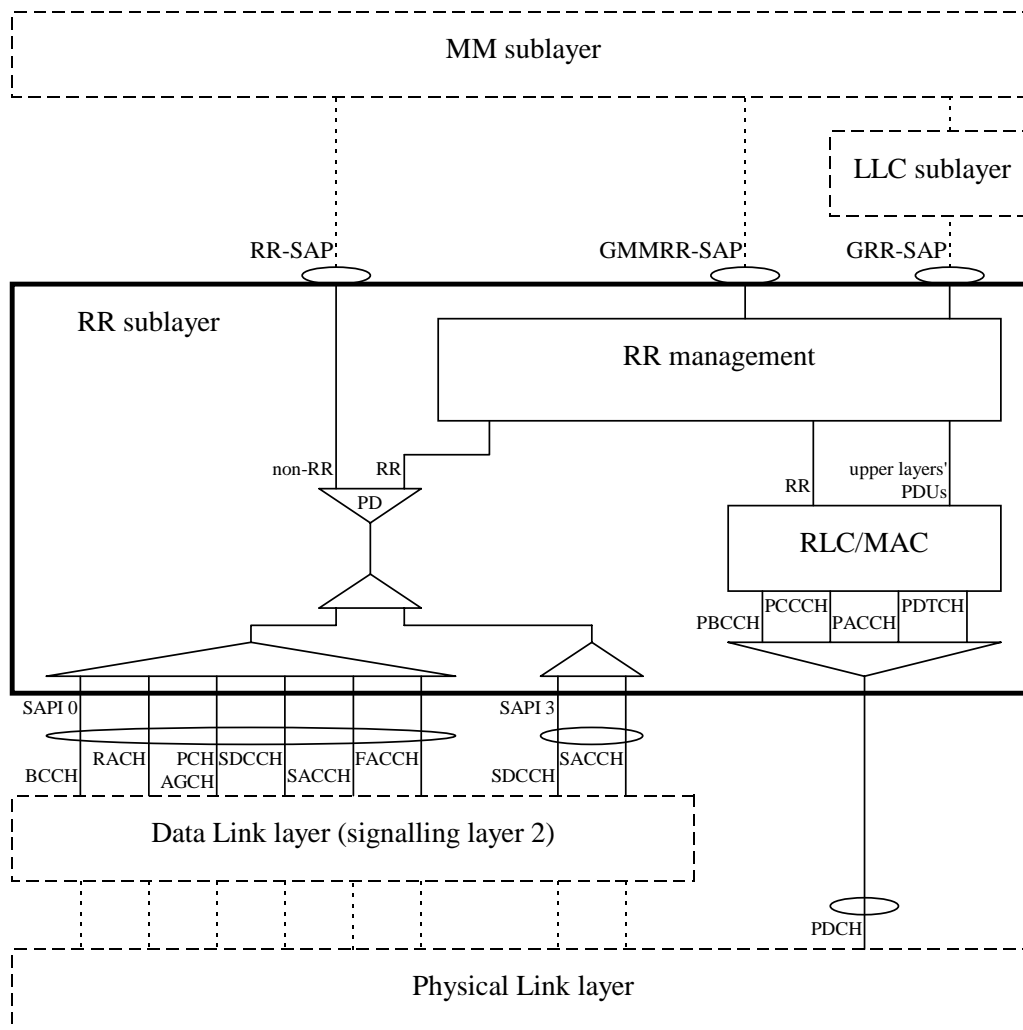 MM sublayer
LLC sublayer
RR-SAP
GMMRR-SAP
GRR-SAP
RR sublayer
RR management
non-RR
RR
PD
RR
upper layers'
PDUs
RLC/MAC
PBCCH
PCCCH
PACCH
PDTCH
SAPI 0
SAPI 3
BCCH
RACH
PCH
AGCH
SDCCH
SACCH
FACCH
SDCCH
SACCH
Data Link layer (signalling layer 2)
PDCH
Physical Link layer